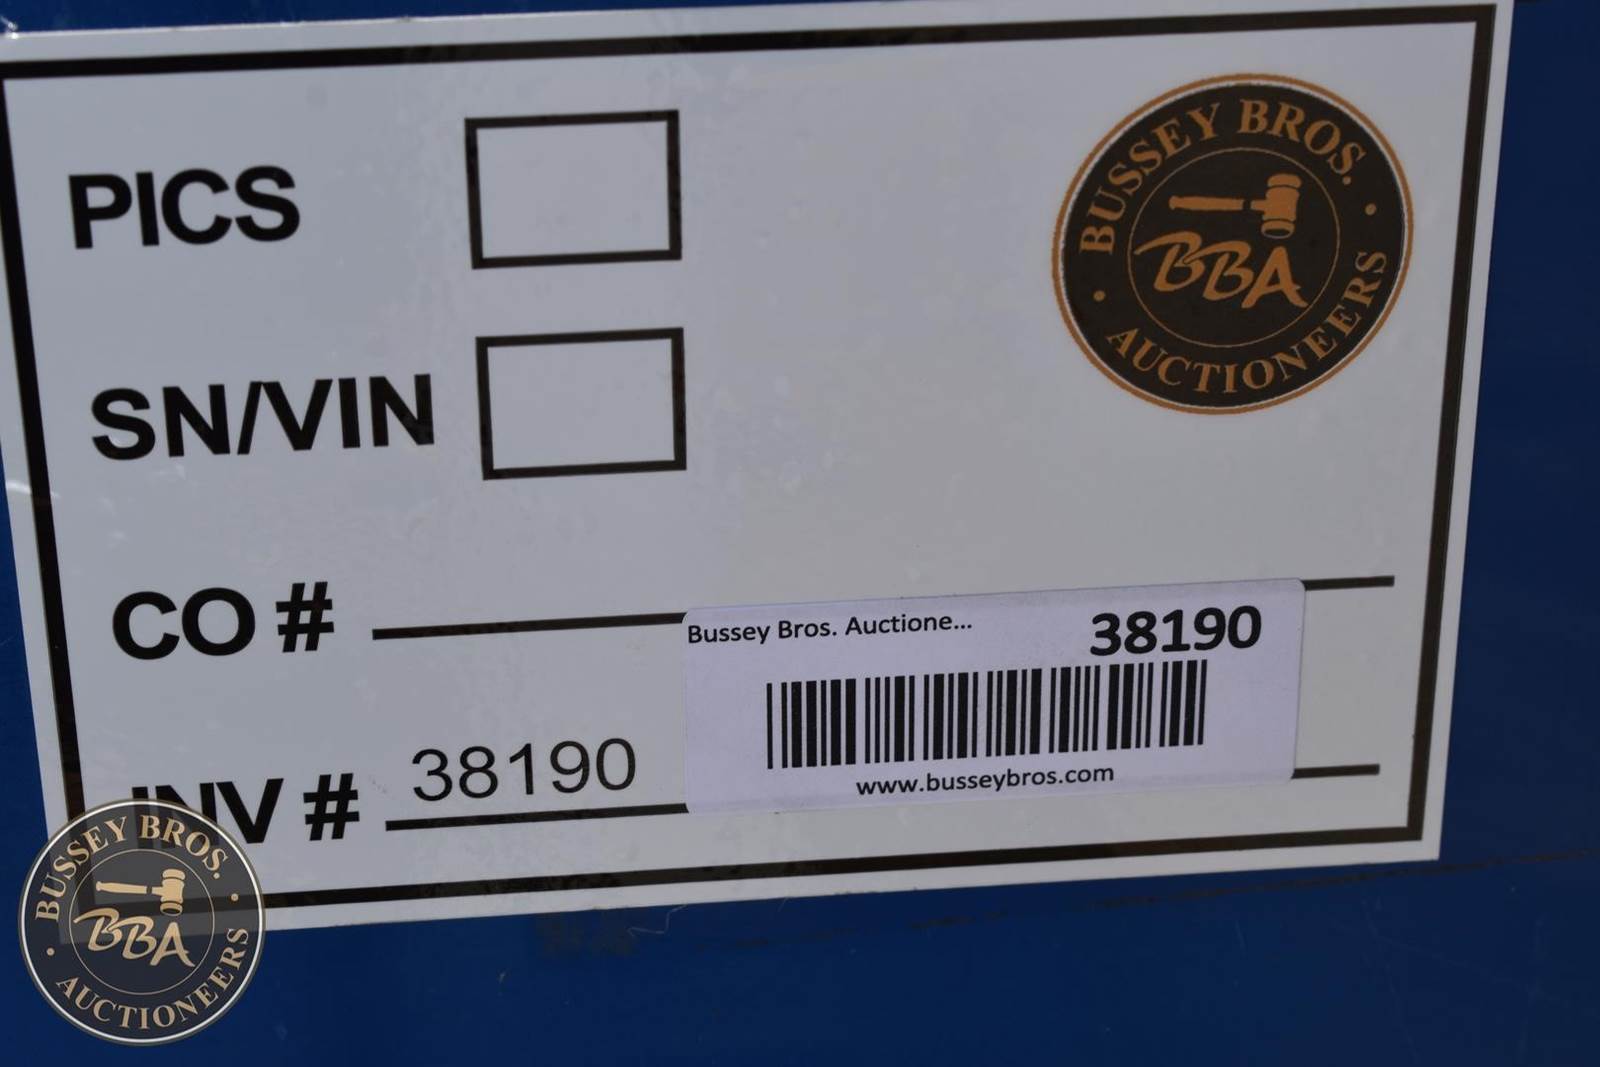 PICS
BUSSEY BROS.
BBA
AUCTIONEERS
SN/VIN
CO #
Bussey Bros. Auctione... 38190
www.busseybros.com
INV # 38190
BUSSEY BROS.
BBA
AUCTIONEERS